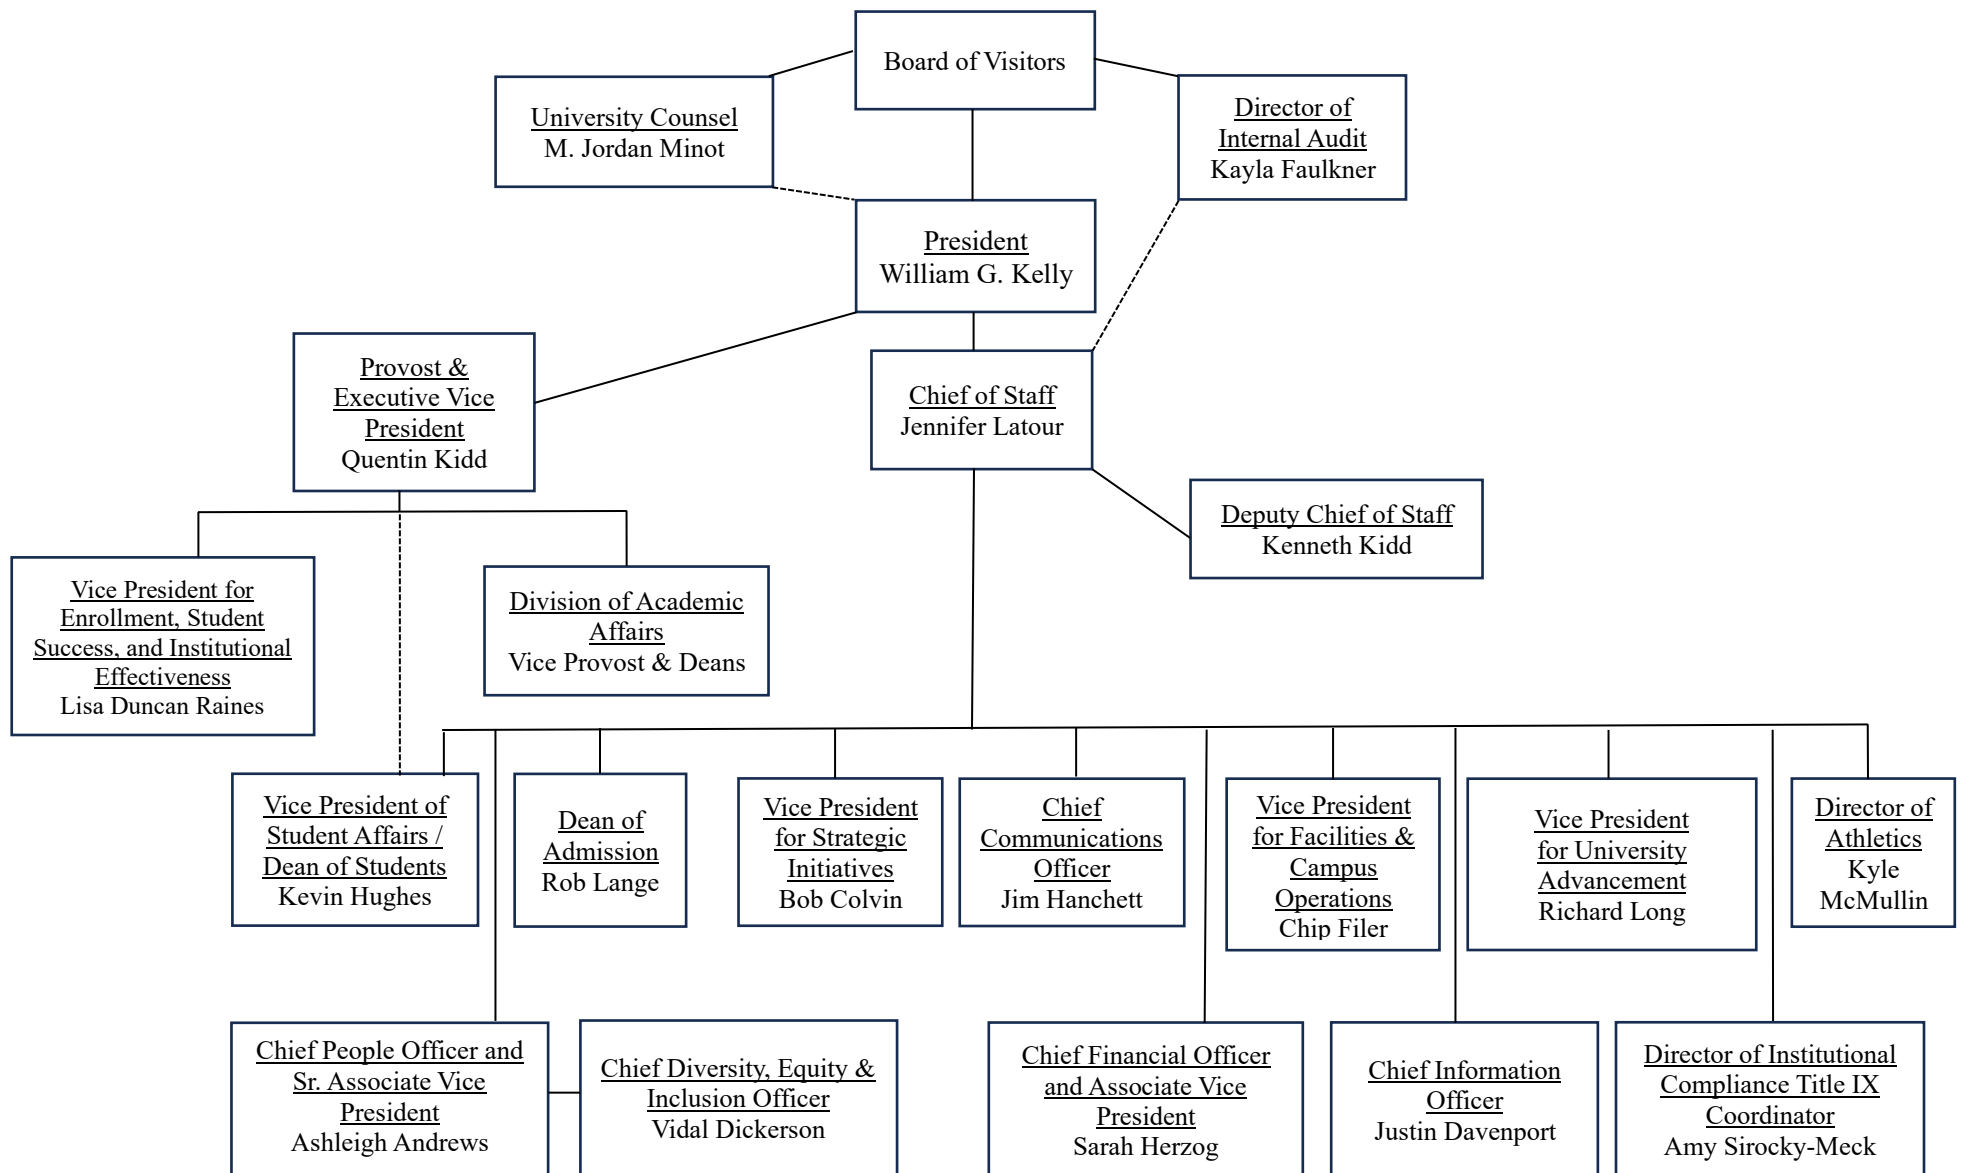 Board of Visitors
University Counsel
M. Jordan Minot
Director of
Internal Audit
Kayla Faulkner
President
William G. Kelly
Provost &
Executive Vice
President
Quentin Kidd
Chief of Staff
Jennifer Latour
Deputy Chief of Staff
Kenneth Kidd
Vice President for
Enrollment, Student
Success, and Institutional
Effectiveness
Lisa Duncan Raines
Division of Academic
Affairs
Vice Provost & Deans
Vice President of
Student Affairs /
Dean of Students
Kevin Hughes
Dean of
Admission
Rob Lange
Vice President
for Strategic
Initiatives
Bob Colvin
Chief
Communications
Officer
Jim Hanchett
Vice President
for Facilities &
Campus
Operations
Chip Filer
Vice President
for University
Advancement
Richard Long
Director of
Athletics
Kyle
McMullin
Chief People Officer and
Sr. Associate Vice
President
Ashleigh Andrews
Chief Diversity, Equity &
Inclusion Officer
Vidal Dickerson
Chief Financial Officer
and Associate Vice
President
Sarah Herzog
Chief Information
Officer
Justin Davenport
Director of Institutional
Compliance Title IX
Coordinator
Amy Sirocky-Meck